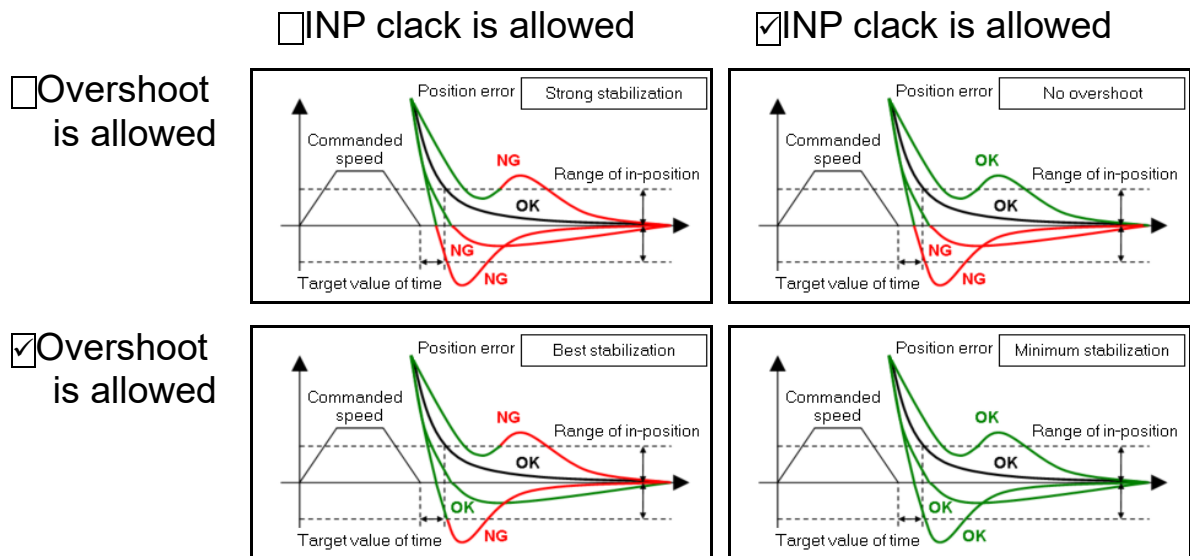 INP clack is allowed
INP clack is allowed
Overshoot
is allowed
Position error
Strong stabilization
Commanded
speed
NG
Range of in-position
OK
NG
NG
Target value of time
Position error
No overshoot
Commanded
speed
OK
Range of in-position
OK
NG
NG
Target value of time
Overshoot
is allowed
Position error
Best stabilization
Commanded
speed
NG
Range of in-position
OK
OK
NG
Target value of time
Position error
Minimum stabilization
Commanded
speed
OK
Range of in-position
OK
OK
OK
Target value of time